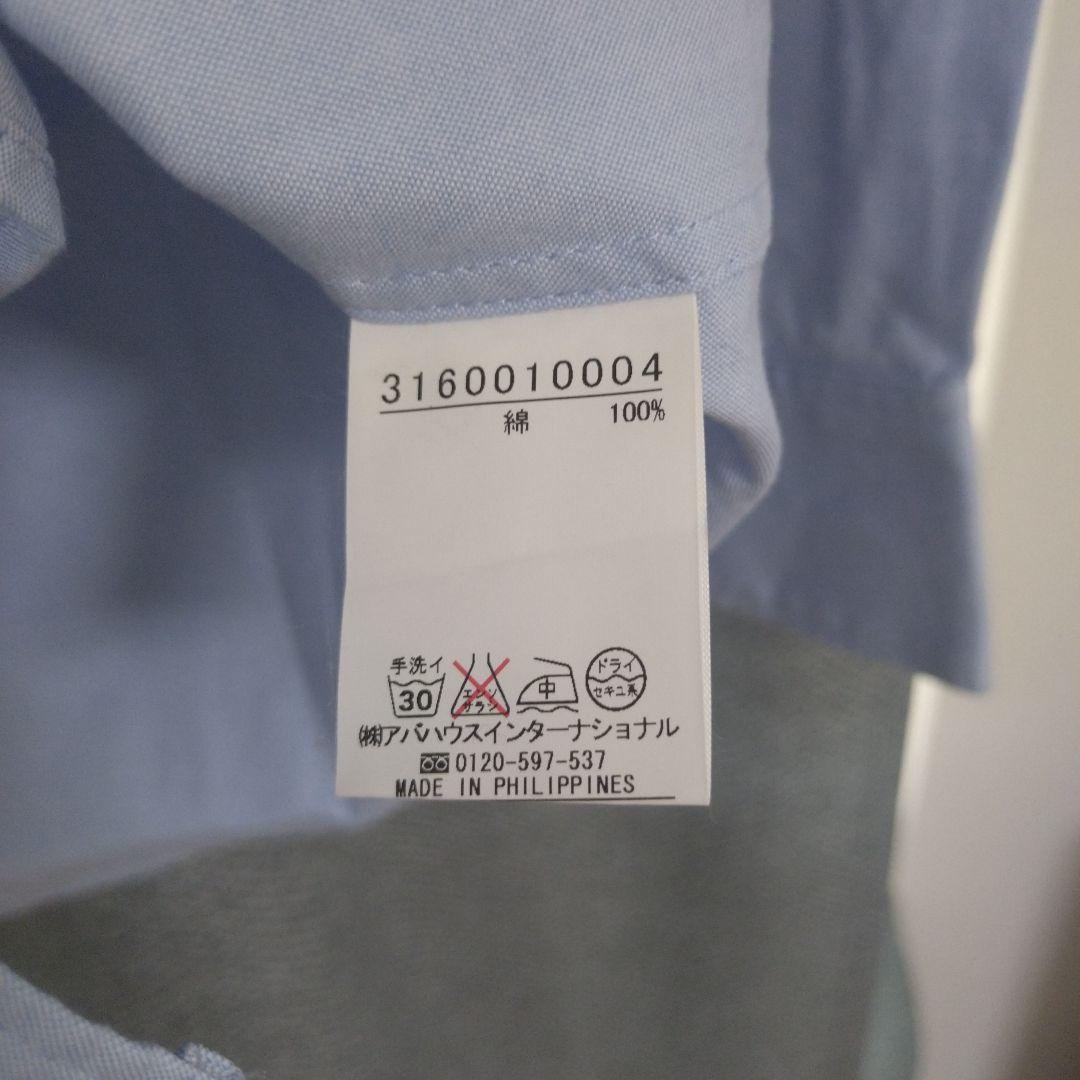 3160010004
綿 100%
手洗イ
30
エンソ
サラシ
中
ドライ
セキユ系
(株)アバハウスインターナショナル
0120-597-537
MADE IN PHILIPPINES